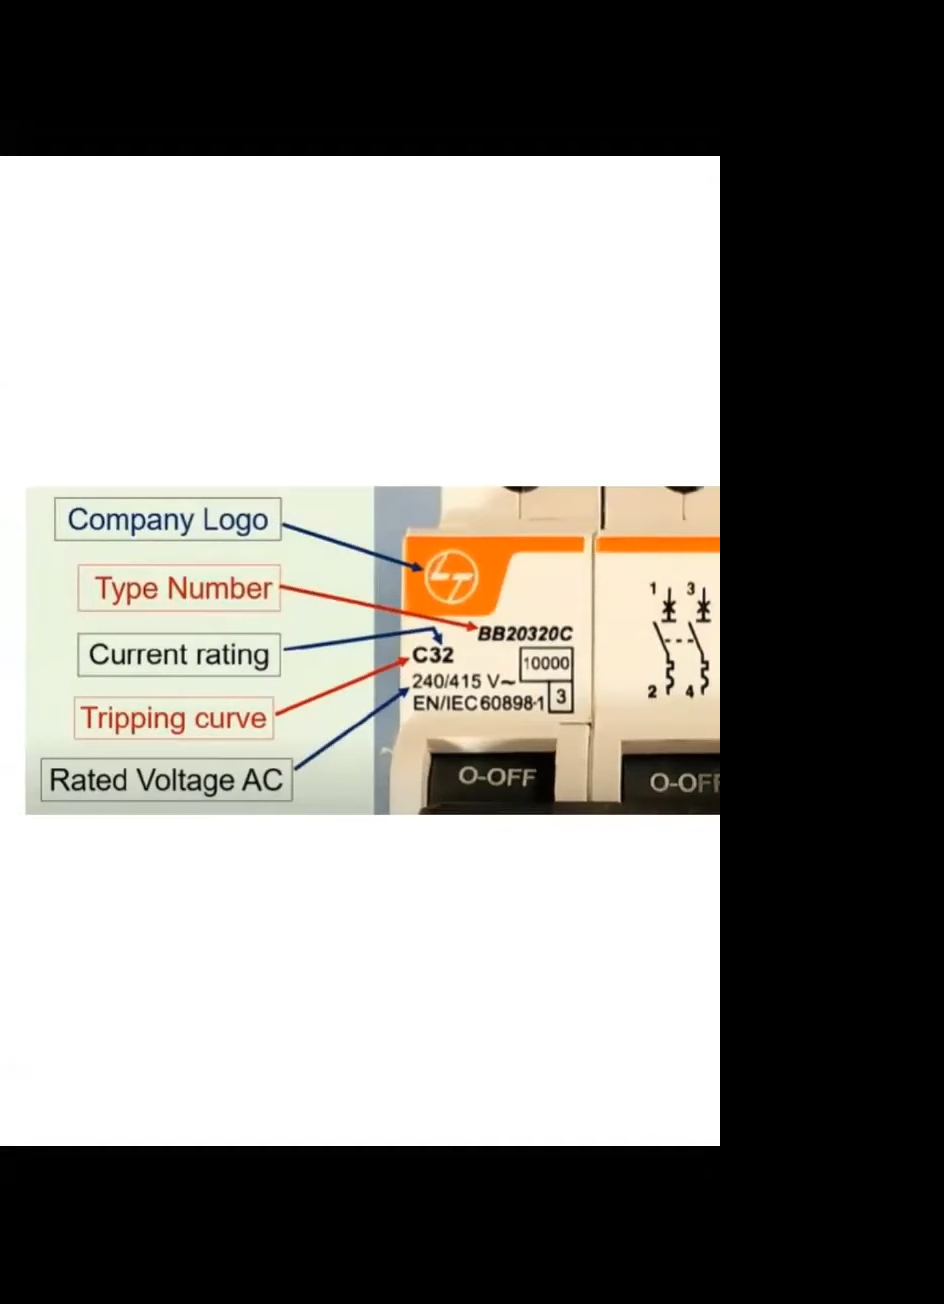 Company Logo
Type Number
Current rating
Tripping curve
Rated Voltage AC
LT
BB20320C
C32
10000
240/415 V~
3
EN/IEC 60898-1
O-OFF
1 3
2 4
O-OFF